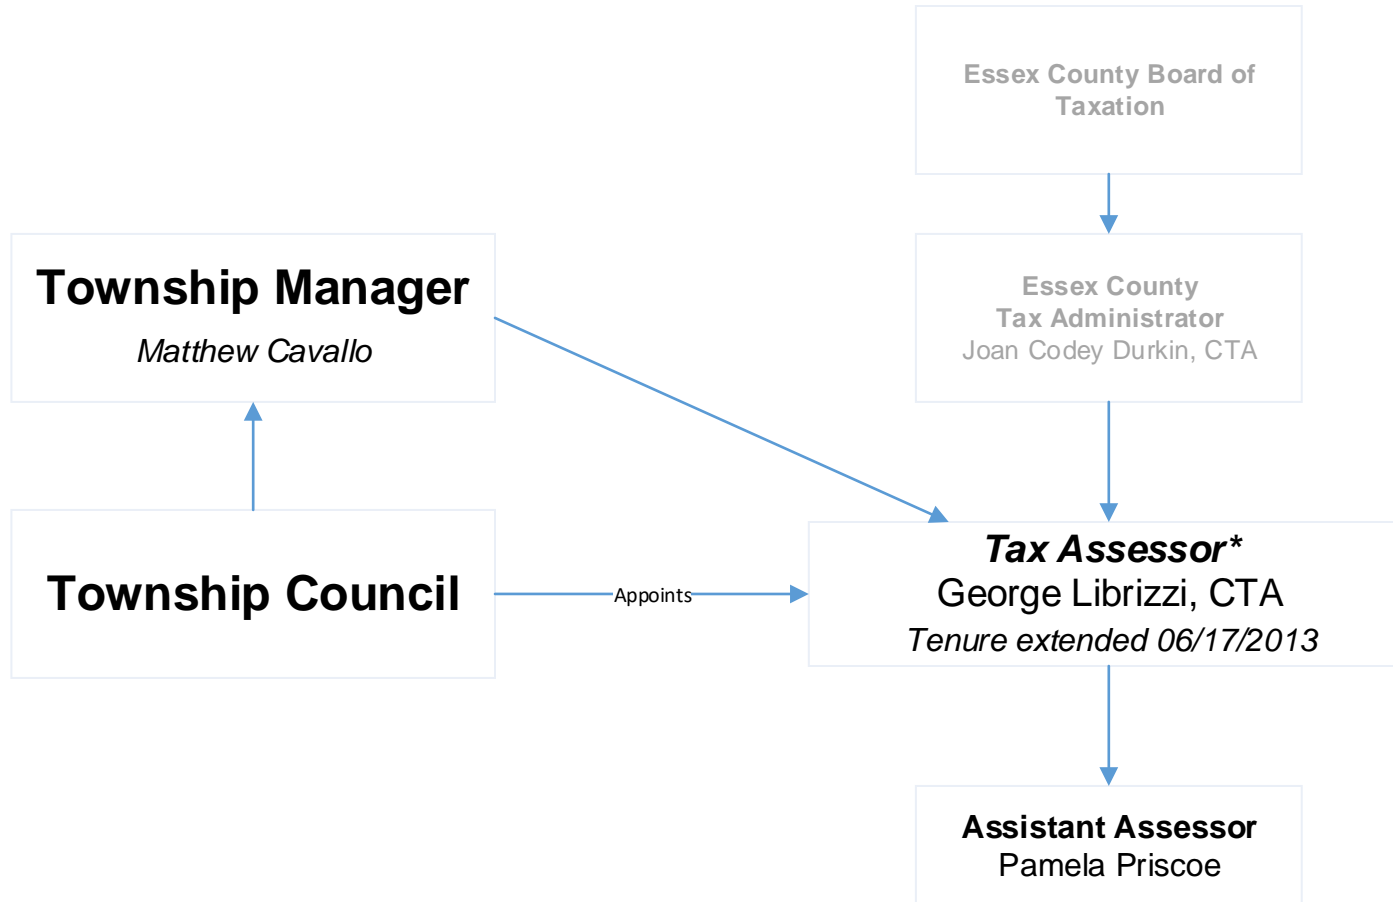 Essex County Board of
Taxation
Township Manager
Matthew Cavallo
Essex County
Tax Administrator
Joan Codey Durkin, CTA
Township Council
Appoints
Tax Assessor*
George Librizzi, CTA
Tenure extended 06/17/2013
Assistant Assessor
Pamela Priscoe